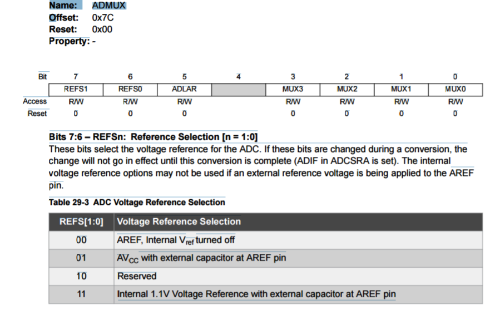 Name: ADMUX
Offset: 0x7C
Reset: 0x00
Property: -
Bit 7 6 5 4 3 2 1 0
REFS1 REFS0 ADLAR MUX3 MUX2 MUX1 MUX0
Access R/W R/W R/W R/W R/W R/W R/W
Reset 0 0 0 0 0 0 0
Bits 7:6 – REFSn: Reference Selection [n = 1:0]
These bits select the voltage reference for the ADC. If these bits are changed during a conversion, the
change will not go in effect until this conversion is complete (ADIF in ADCSRA is set). The internal
voltage reference options may not be used if an external reference voltage is being applied to the AREF
pin.
Table 29-3 ADC Voltage Reference Selection
REFS[1:0] Voltage Reference Selection
00 AREF, Internal Vref turned off
01 AVCC with external capacitor at AREF pin
10 Reserved
11 Internal 1.1V Voltage Reference with external capacitor at AREF pin